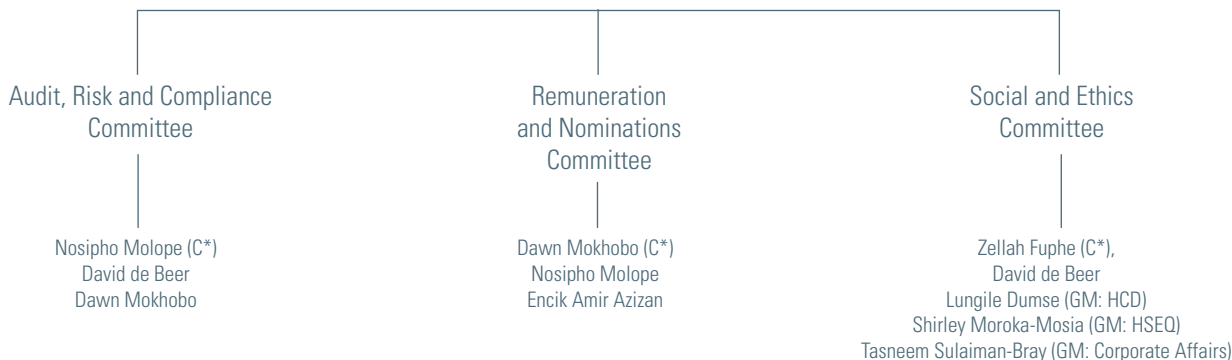 Audit, Risk and Compliance
Committee
Nosipho Molope (C*)
David de Beer
Dawn Mokhobo
Remuneration
and Nominations
Committee
Dawn Mokhobo (C*)
Nosipho Molope
Encik Amir Azizan
Social and Ethics
Committee
Zellah Fuphe (C*),
David de Beer
Lungile Dumse (GM: HCD)
Shirley Moroka-Mosia (GM: HSEQ)
Tasneem Sulaiman-Bray (GM: Corporate Affairs)